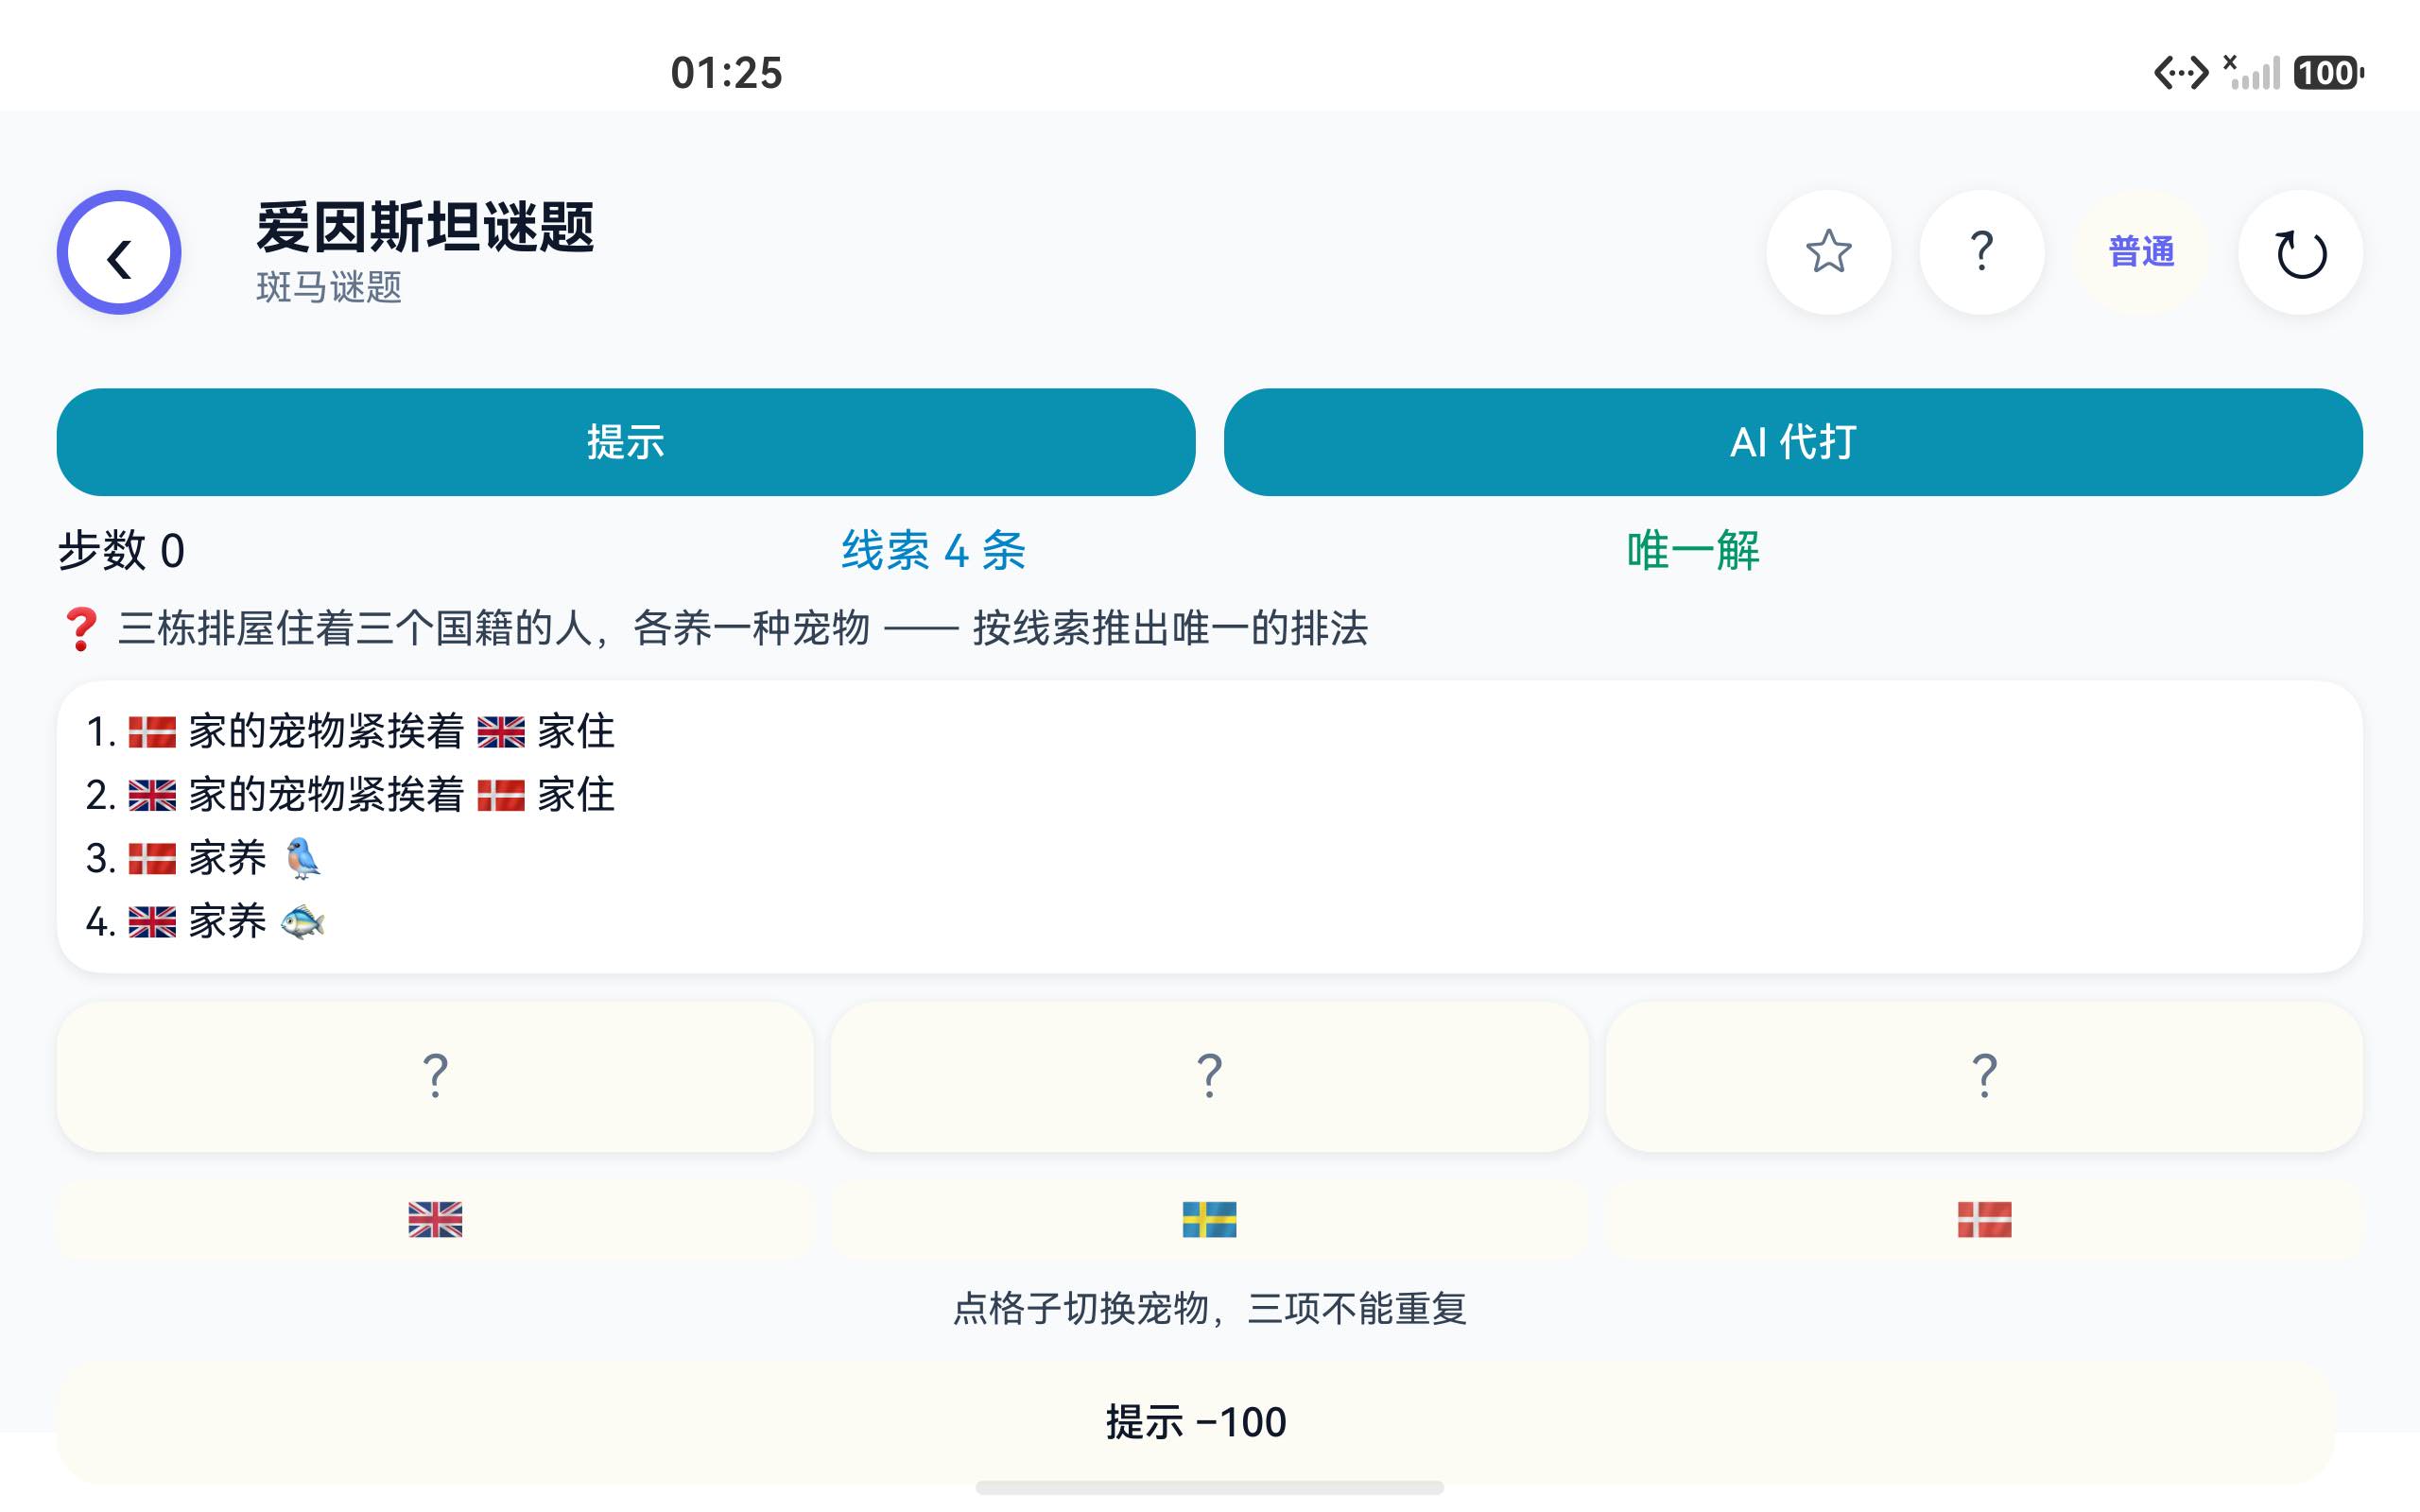 01:25
100
爱因斯坦谜题
斑马谜题
?
普通
提示
AI 代打
步数 0
线索 4 条
唯一解
❓ 三栋排屋住着三个国籍的人，各养一种宠物 —— 按线索推出唯一的排法
1. 🇩🇰 家的宠物紧挨着 🇬🇧 家住
2. 🇬🇧 家的宠物紧挨着 🇩🇰 家住
3. 🇩🇰 家养 🐦
4. 🇬🇧 家养 🐟
?
?
?
点格子切换宠物，三项不能重复
提示 −100